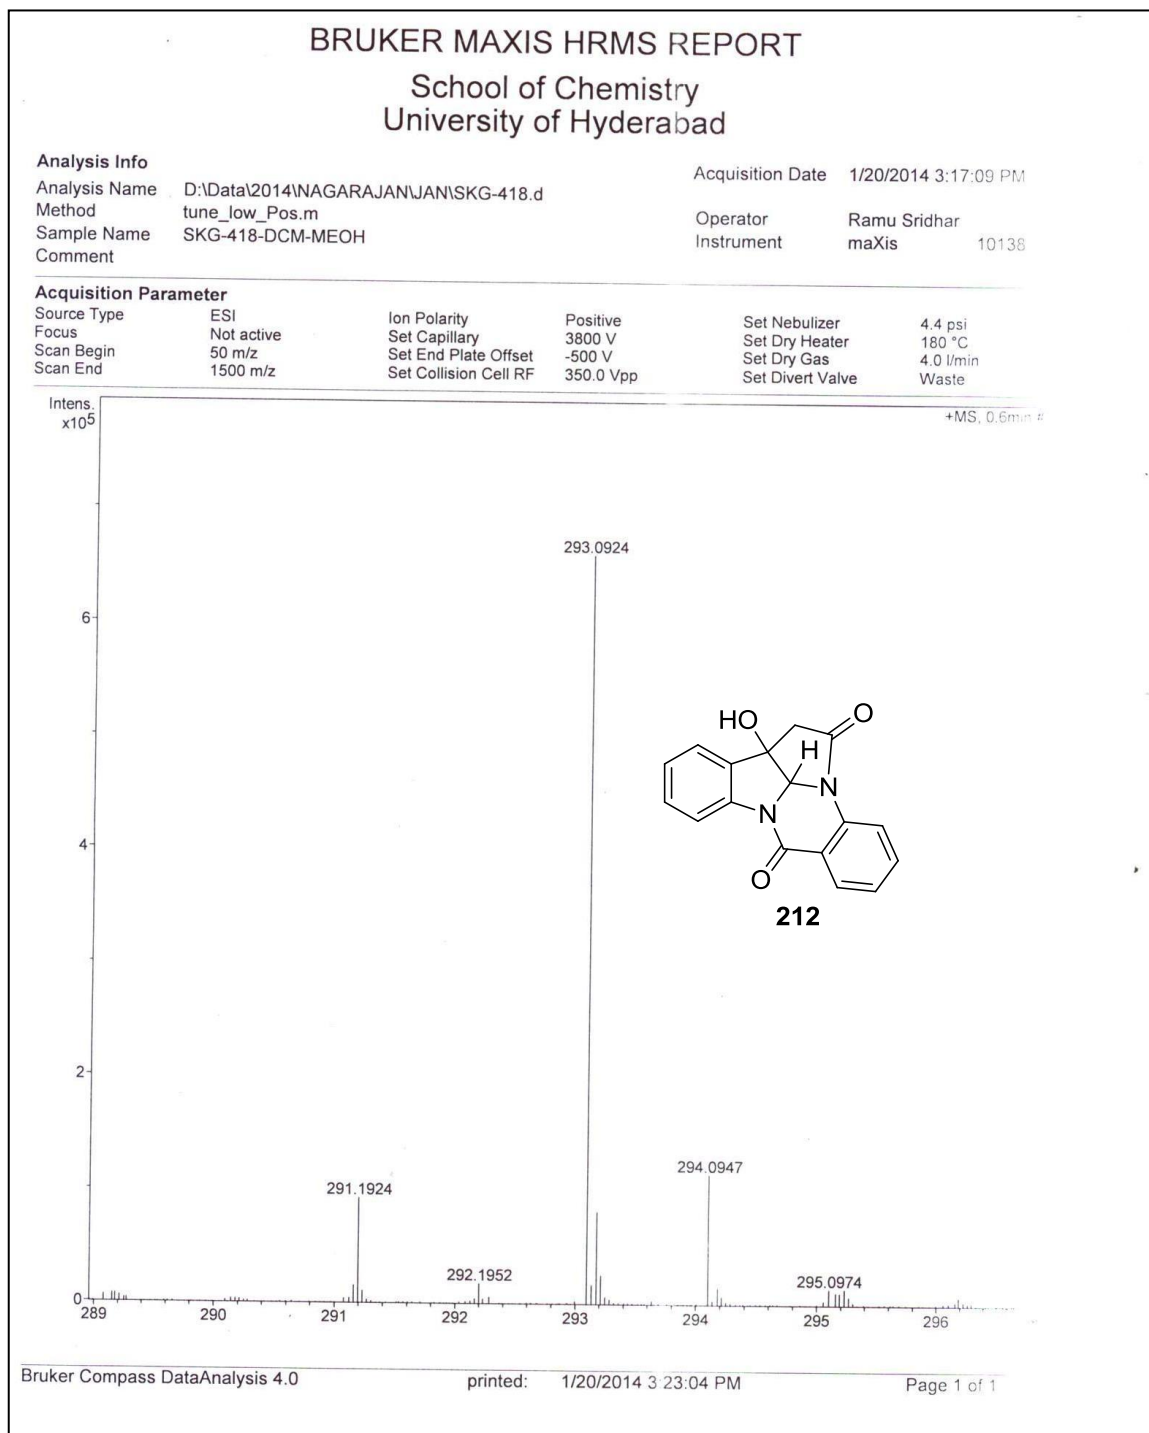 BRUKER MAXIS HRMS REPORT
School of Chemistry
University of Hyderabad
Analysis Info
Analysis Name D:\Data\2014\NAGARAJAN\JAN\SKG-418.d
Method tune_low_Pos.m
Sample Name SKG-418-DCM-MEOH
Comment
Acquisition Date 1/20/2014 3:17:09 PM
Operator Ramu Sridhar
Instrument maXis 10138
Acquisition Parameter
Source Type ESI Ion Polarity Positive Set Nebulizer 4.4 psi
Focus Not active Set Capillary 3800 V Set Dry Heater 180 °C
Scan Begin 50 m/z Set End Plate Offset -500 V Set Dry Gas 4.0 l/min
Scan End 1500 m/z Set Collision Cell RF 350.0 Vpp Set Divert Valve Waste
Intens.
x10⁵
+MS, 0.6min #
293.0924
6
HO
O
H
N
N
4
O
212
2
294.0947
291.1924
292.1952
295.0974
0
289 290 291 292 293 294 295 296
Bruker Compass DataAnalysis 4.0 printed: 1/20/2014 3:23:04 PM Page 1 of 1